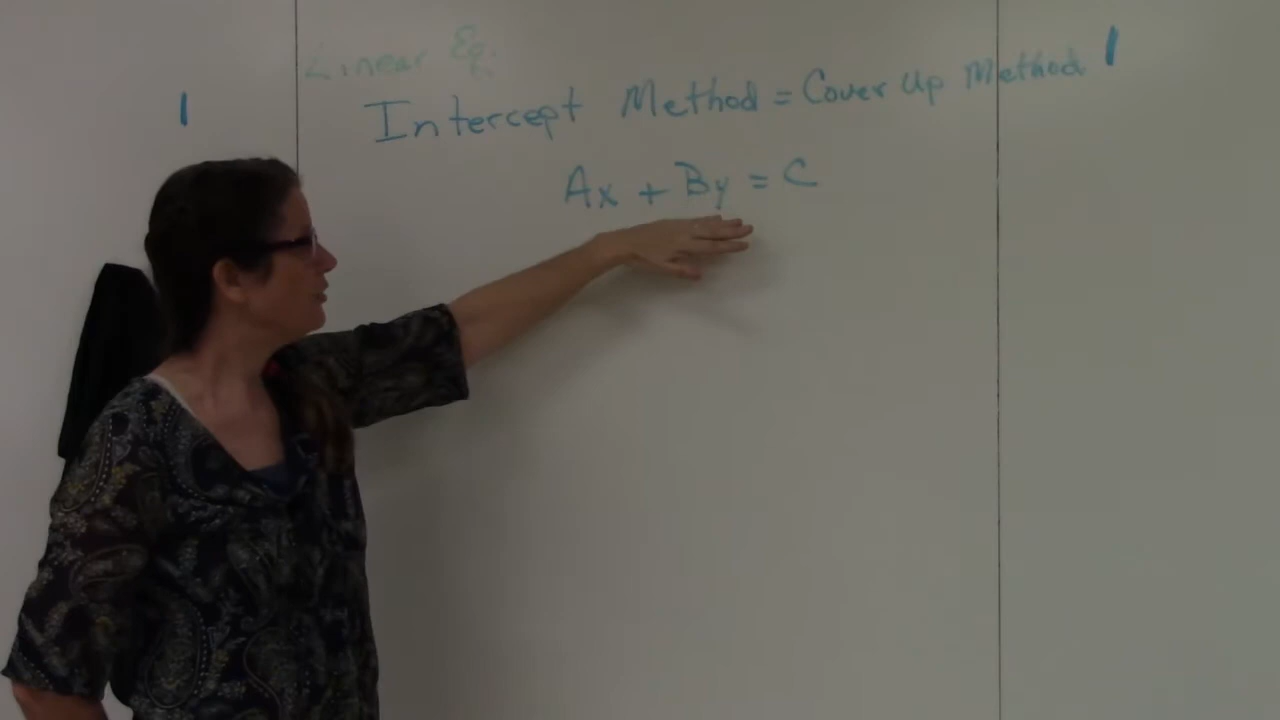 Linear Eq.
Intercept Method = Cover Up Method
Ax + By = C